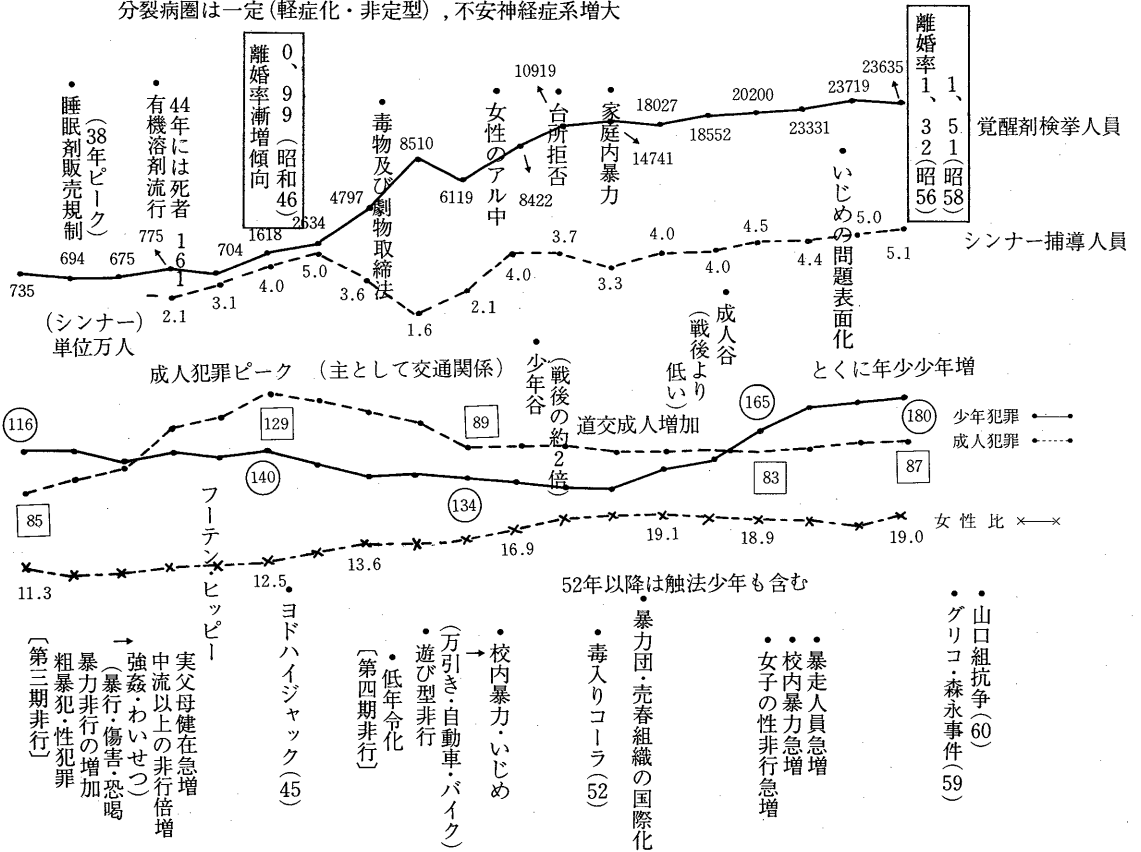 分裂病圏は一定(軽症化・非定型),不安神経症系増大
●睡眠剤販売規制
(38年ピーク)
●有機溶剤流行
44年には死者161
離婚率漸増傾向
0、99(昭和46)
●毒物及び劇物取締法
●女性のアル中
●台所拒否
●家庭内暴力
●いじめの問題表面化
離婚率1、32(昭56)
1、51(昭58)
735
694
675
775
704
1618
2634
4797
8510
6119
8422
10919
14741
18027
18552
20200
23331
23719
23635
覚醒剤検挙人員
(シンナー)
単位万人
2.1
3.1
4.0
5.0
3.6
1.6
2.1
4.0
3.7
3.3
4.0
4.0
4.5
4.4
5.0
5.1
シンナー補導人員
成人犯罪ピーク (主として交通関係)
●少年谷
(戦後の約2倍)
●成人谷
(戦後より
低い)
道交成人増加
とくに年少少年増
116
140
134
165
180
少年犯罪
85
129
89
83
87
成人犯罪
11.3
12.5
13.6
16.9
19.1
18.9
19.0
女性比
52年以降は触法少年も含む
フーテン・ヒッピー
●ヨドハイジャック(45)
〔第三期非行〕
粗暴犯・性犯罪
暴力非行の増加
(暴行・傷害・恐喝
→強姦・わいせつ)
中流以上の非行倍増
実父母健在急増
〔第四期非行〕
●低年令化
●遊び型非行
(万引き・自動車・バイク)
→●校内暴力・いじめ
●毒入りコーラ(52)
●暴力団・売春組織の国際化
●女子の性非行急増
●校内暴力急増
●暴走人員急増
●グリコ・森永事件(59)
●山口組抗争(60)